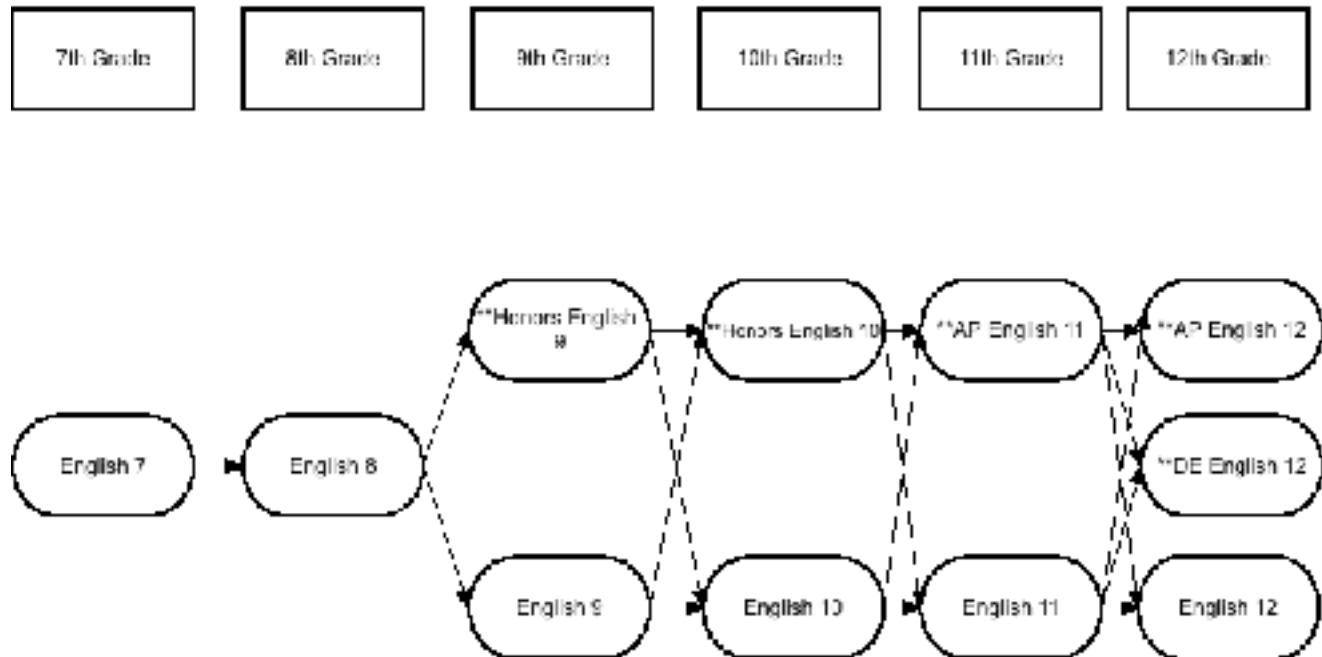 7th Grade
8th Grade
9th Grade
10th Grade
11th Grade
12th Grade
**Honors English
9
**Honors English 10
**AP English 11
**AP English 12
English 7
English 8
**DE English 12
English 9
English 10
English 11
English 12